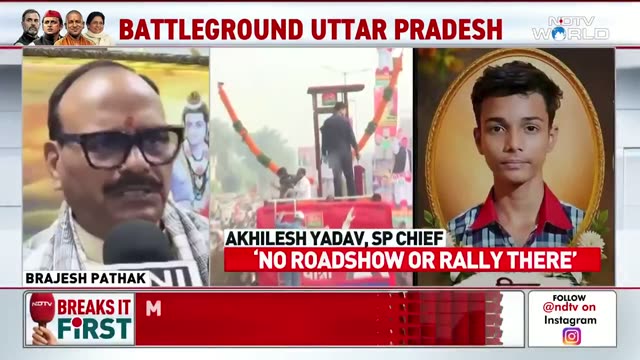 BATTLEGROUND UTTAR PRADESH
NDTV
WORLD
BRAJESH PATHAK
AKHILESH YADAV, SP CHIEF
'NO ROADSHOW OR RALLY THERE'
NDTV
BREAKS IT
FIRST
M
FOLLOW
@ndtv on
Instagram